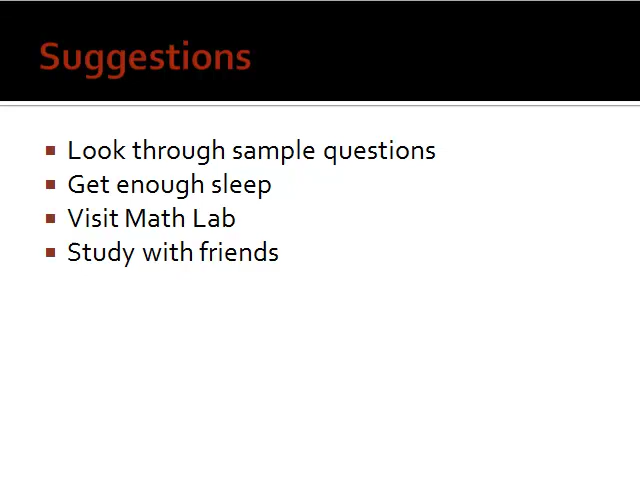 Suggestions
Look through sample questions
Get enough sleep
Visit Math Lab
Study with friends